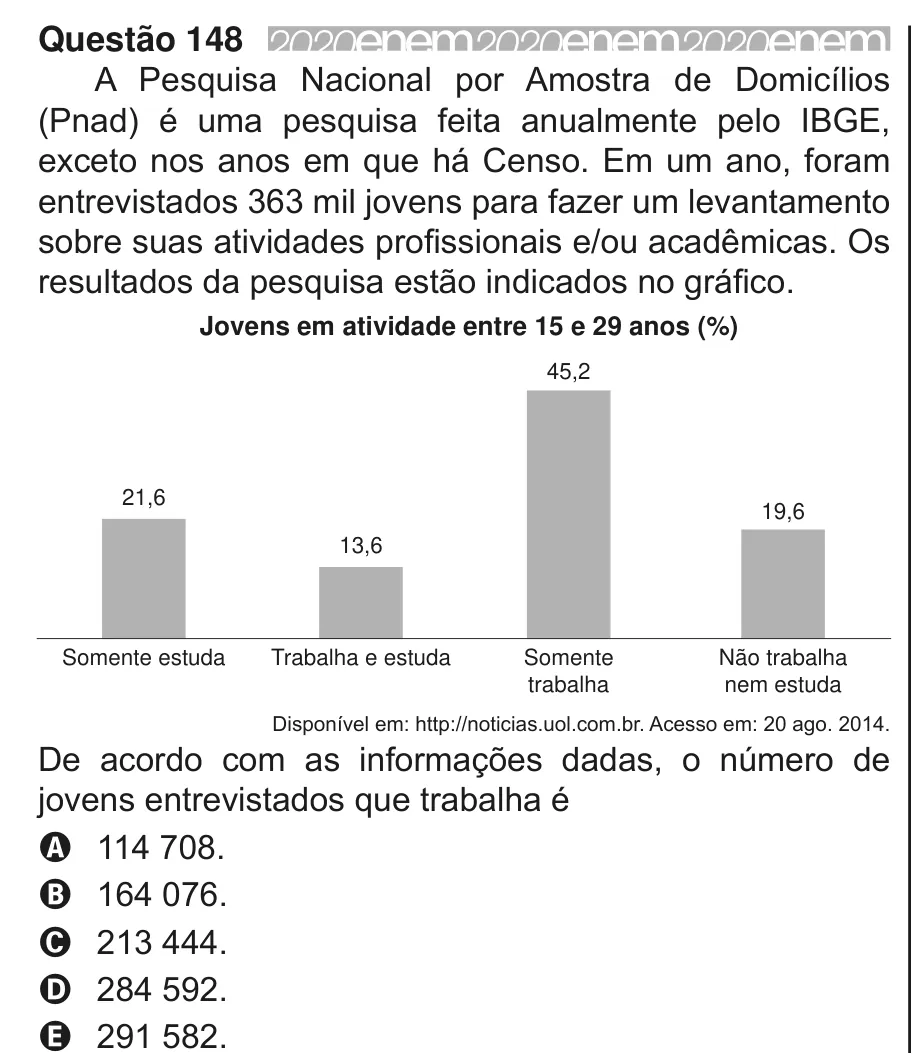 Questão 148 2020enem2020enem2020enem
A Pesquisa Nacional por Amostra de Domicílios
(Pnad) é uma pesquisa feita anualmente pelo IBGE,
exceto nos anos em que há Censo. Em um ano, foram
entrevistados 363 mil jovens para fazer um levantamento
sobre suas atividades profissionais e/ou acadêmicas. Os
resultados da pesquisa estão indicados no gráfico.
Jovens em atividade entre 15 e 29 anos (%)
45,2
21,6
19,6
13,6
Somente estuda Trabalha e estuda Somente Não trabalha
trabalha nem estuda
Disponível em: http://noticias.uol.com.br. Acesso em: 20 ago. 2014.
De acordo com as informações dadas, o número de
jovens entrevistados que trabalha é
A 114 708.
B 164 076.
C 213 444.
D 284 592.
E 291 582.